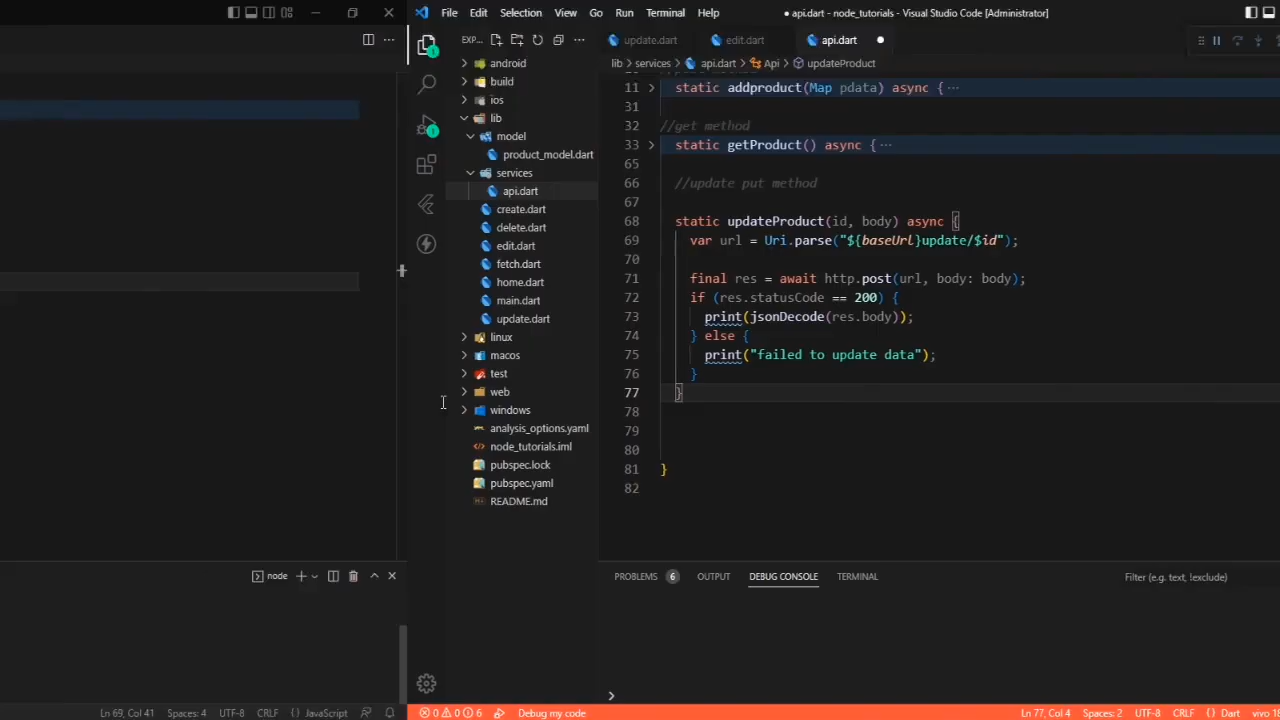 File Edit Selection View Go Run Terminal Help
● api.dart - node_tutorials - Visual Studio Code [Administrator]
EXP...
update.dart edit.dart api.dart
lib > services > api.dart > Api > updateProduct
android
build
ios
lib
model
product_model.dart
services
api.dart
create.dart
delete.dart
edit.dart
fetch.dart
home.dart
main.dart
update.dart
linux
macos
test
web
windows
analysis_options.yaml
node_tutorials.iml
pubspec.lock
pubspec.yaml
README.md
11 static addproduct(Map pdata) async {···
31
32 //get method
33 static getProduct() async {···
65
66 //update put method
67
68 static updateProduct(id, body) async {
69 var url = Uri.parse("${baseUrl}update/$id");
70
71 final res = await http.post(url, body: body);
72 if (res.statusCode == 200) {
73 print(jsonDecode(res.body));
74 } else {
75 print("failed to update data");
76 }
77 }
78
79
80
81 }
82
node
PROBLEMS 6 OUTPUT DEBUG CONSOLE TERMINAL
Filter (e.g. text, !exclude)
Ln 69, Col 41 Spaces: 4 UTF-8 CRLF {} JavaScript
0 0 6 Debug my code
Ln 77, Col 4 Spaces: 2 UTF-8 CRLF {} Dart vivo 18